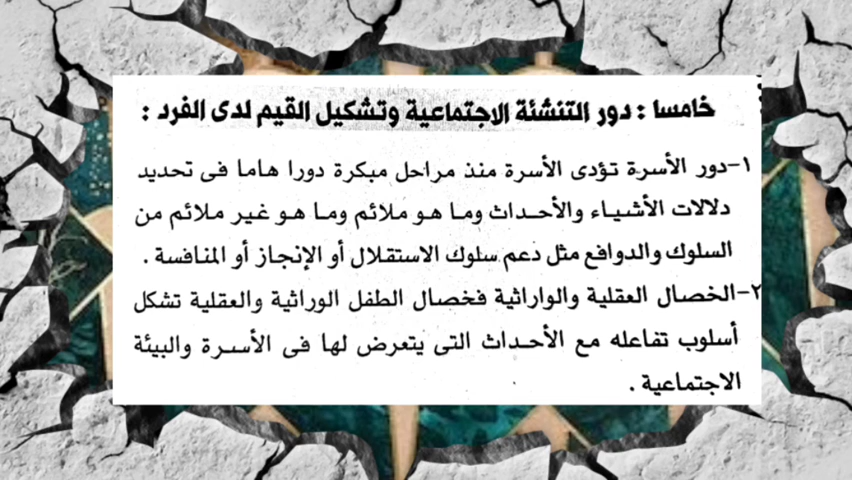 خامسا : دور التنشئة الاجتماعية وتشكيل القيم لدى الفرد :
١-دور الأسرة تؤدى الأسرة منذ مراحل مبكرة دورا هاما فى تحديد
دلالات الأشياء والأحداث وما هو ملائم وما هو غير ملائم من
السلوك والدوافع مثل دعم سلوك الاستقلال أو الإنجاز أو المنافسة .
٢-الخصال العقلية والواراثية فخصال الطفل الوراثية والعقلية تشكل
أسلوب تفاعله مع الأحداث التى يتعرض لها فى الأسرة والبيئة
الاجتماعية .